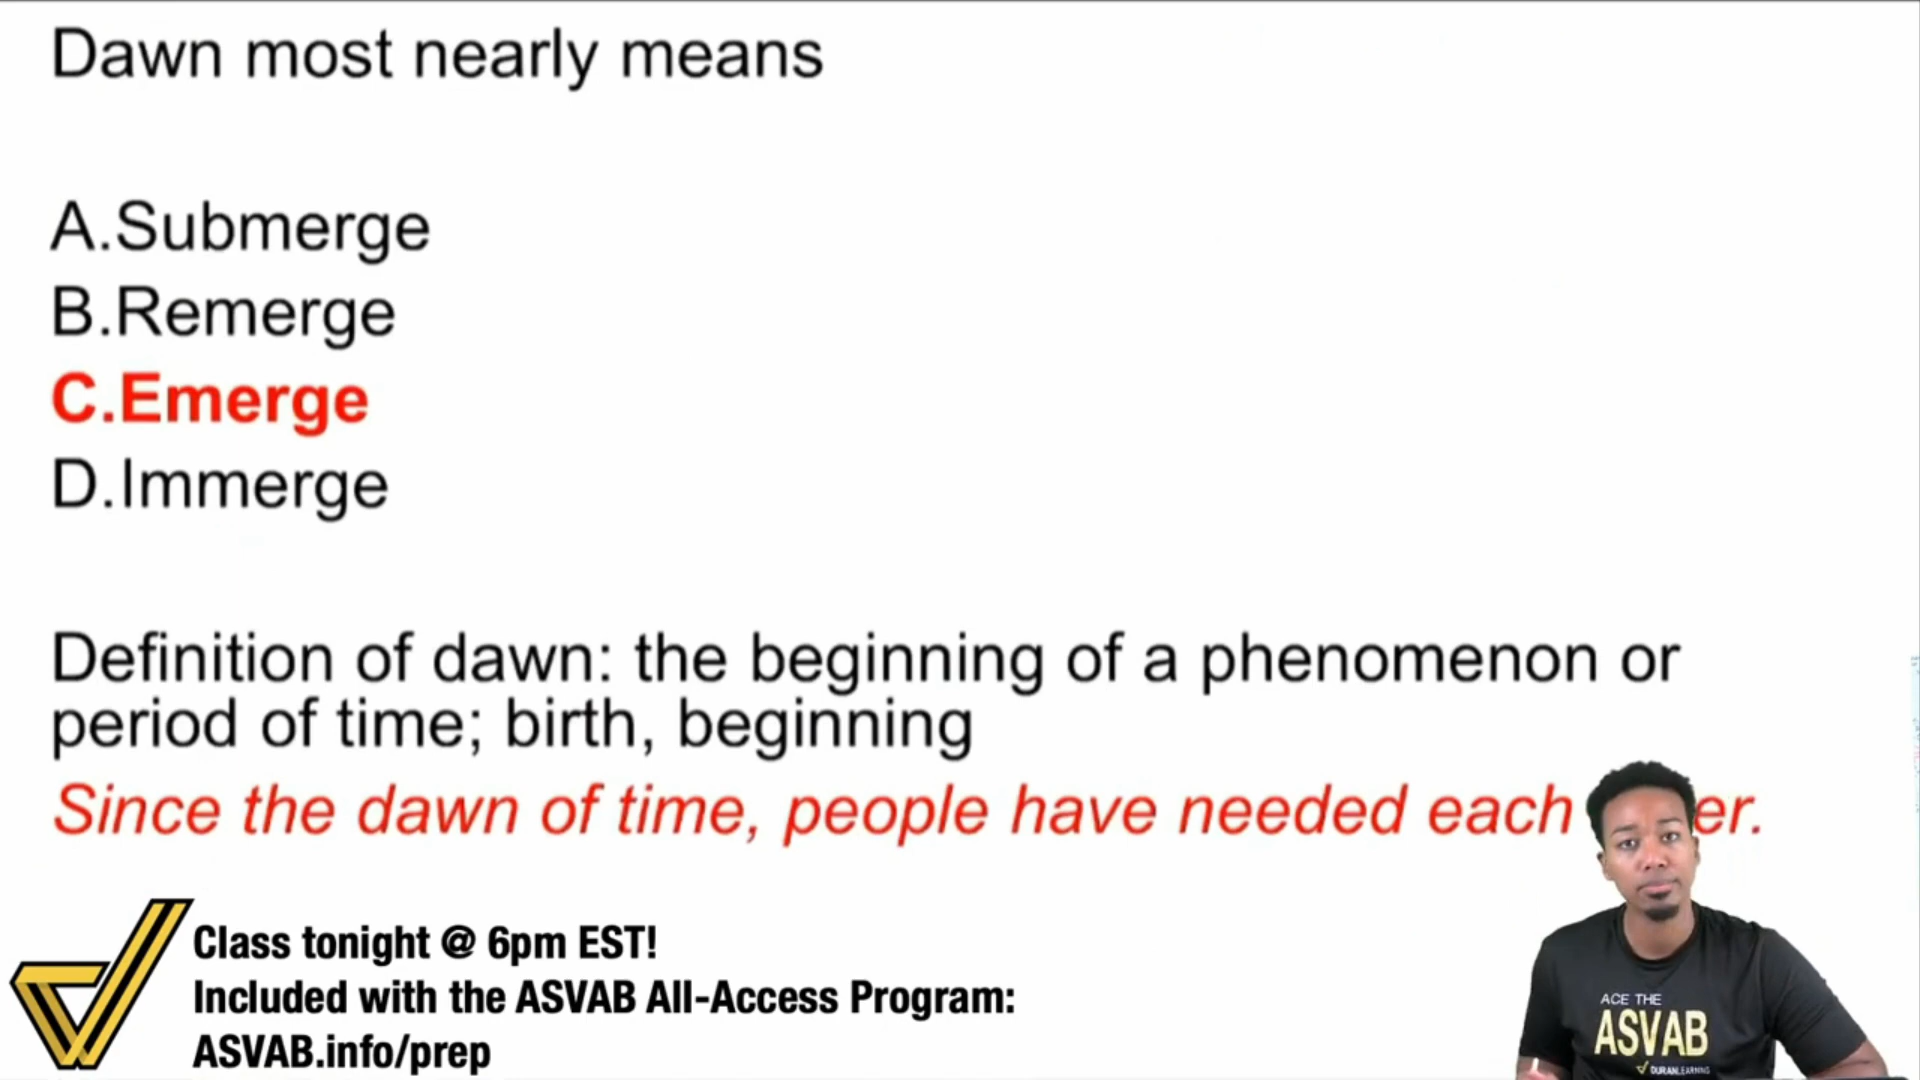 Dawn most nearly means
A.Submerge
B.Remerge
C.Emerge
D.Immerge
Definition of dawn: the beginning of a phenomenon or
period of time; birth, beginning
Since the dawn of time, people have needed each
Class tonight @ 6pm EST!
Included with the ASVAB All-Access Program:
ASVAB.info/prep
ACE THE
ASVAB
DURANLEARNING